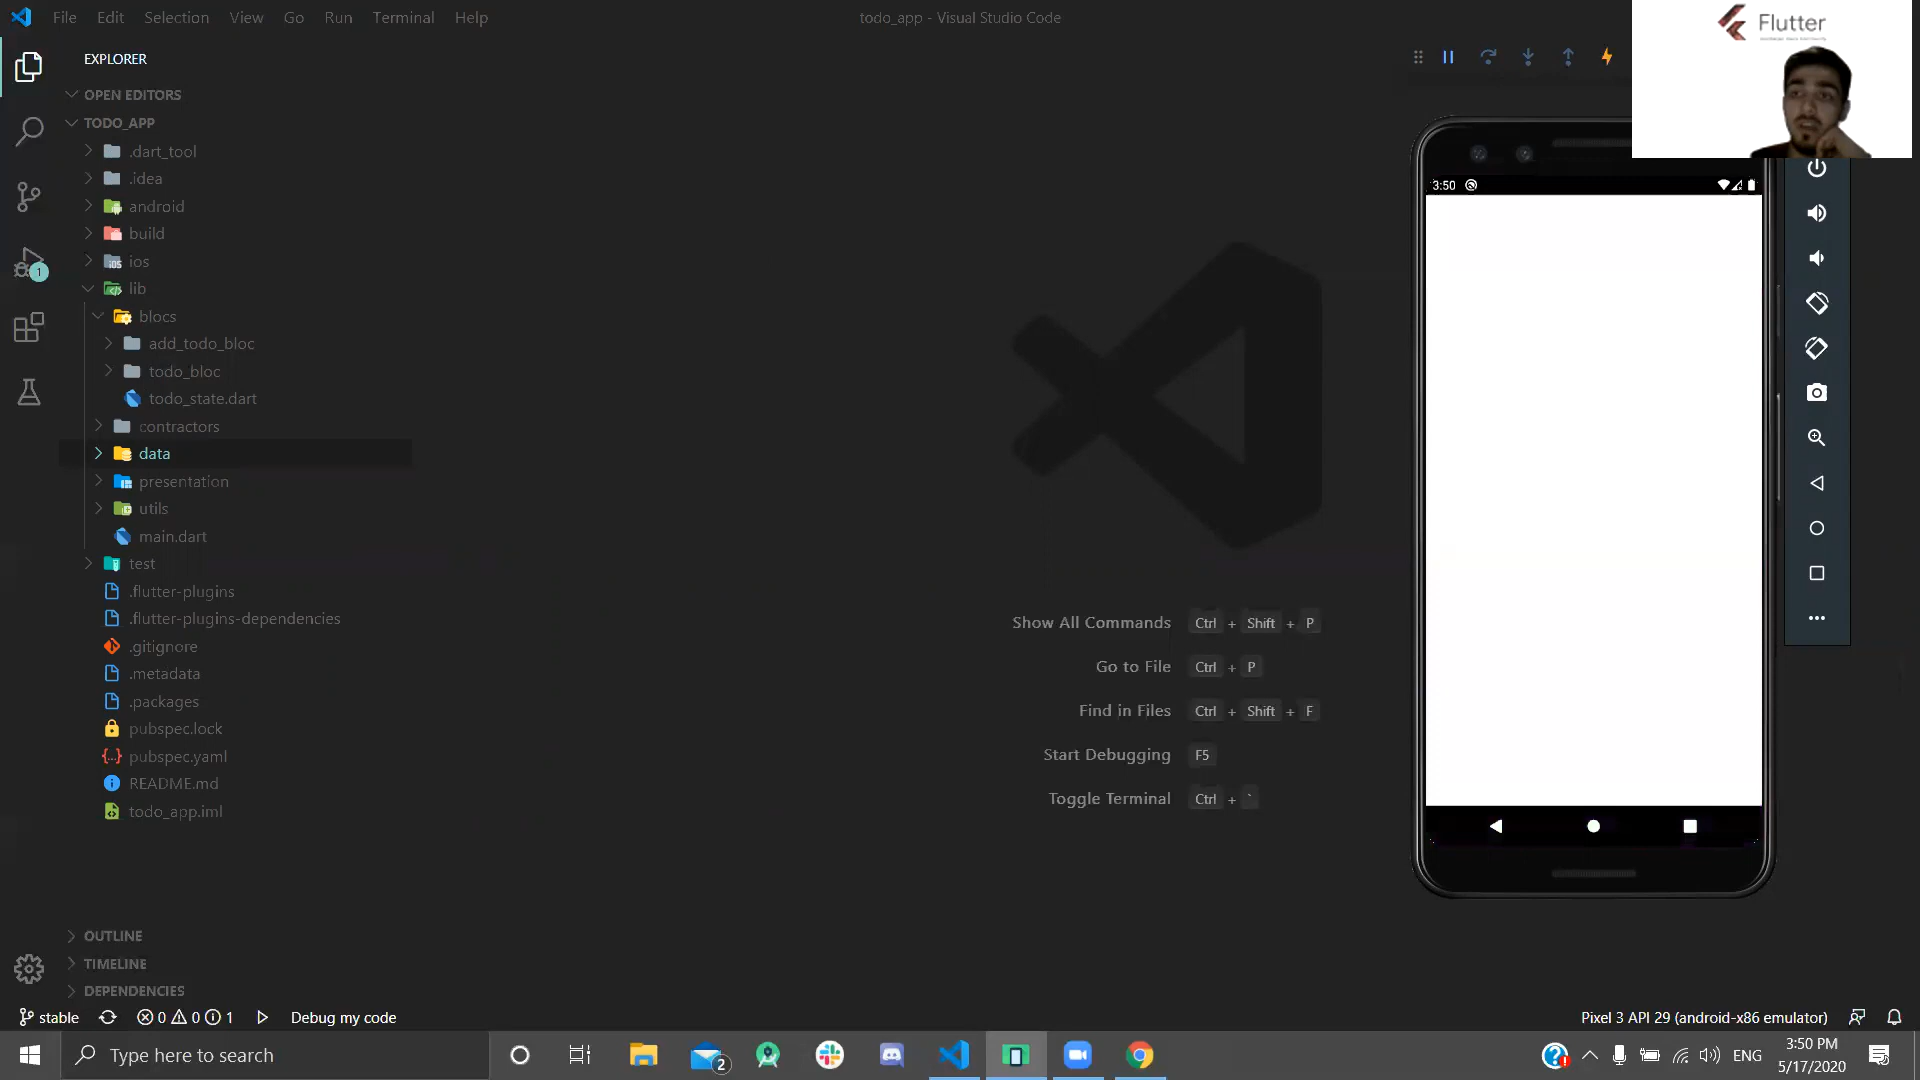 File Edit Selection View Go Run Terminal Help
todo_app - Visual Studio Code
Flutter
EXPLORER
OPEN EDITORS
TODO_APP
.dart_tool
.idea
android
build
ios
lib
blocs
add_todo_bloc
todo_bloc
todo_state.dart
contractors
data
presentation
utils
main.dart
test
.flutter-plugins
.flutter-plugins-dependencies
.gitignore
.metadata
.packages
pubspec.lock
pubspec.yaml
README.md
todo_app.iml
OUTLINE
TIMELINE
DEPENDENCIES
1
Show All Commands Ctrl + Shift + P
Go to File Ctrl + P
Find in Files Ctrl + Shift + F
Start Debugging F5
Toggle Terminal Ctrl + `
3:50
stable 0 0 1 Debug my code
Pixel 3 API 29 (android-x86 emulator)
Type here to search
2
ENG
3:50 PM
5/17/2020